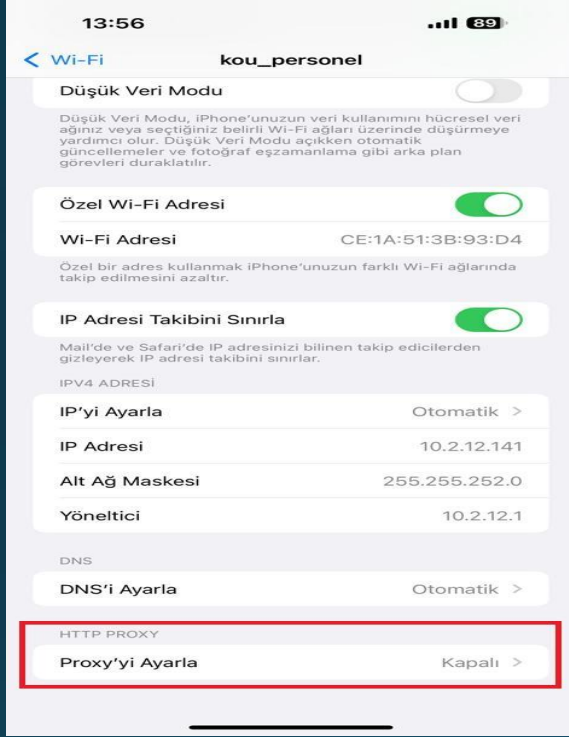 13:56
89
Wi-Fi
kou_personel
Düşük Veri Modu
Düşük Veri Modu, iPhone'unuzun veri kullanımını hücresel veri
ağınız veya seçtiğiniz belirli Wi-Fi ağları üzerinde düşürmeye
yardımcı olur. Düşük Veri Modu açıkken otomatik
güncellemeler ve fotoğraf eşzamanlama gibi arka plan
görevleri duraklatılır.
Özel Wi-Fi Adresi
Wi-Fi Adresi CE:1A:51:3B:93:D4
Özel bir adres kullanmak iPhone'unuzun farklı Wi-Fi ağlarında
takip edilmesini azaltır.
IP Adresi Takibini Sınırla
Mail'de ve Safari'de IP adresinizi bilinen takip edicilerden
gizleyerek IP adresi takibini sınırlar.
IPV4 ADRESİ
IP'yi Ayarla Otomatik >
IP Adresi 10.2.12.141
Alt Ağ Maskesi 255.255.252.0
Yöneltici 10.2.12.1
DNS
DNS'i Ayarla Otomatik >
HTTP PROXY
Proxy'yi Ayarla Kapalı >